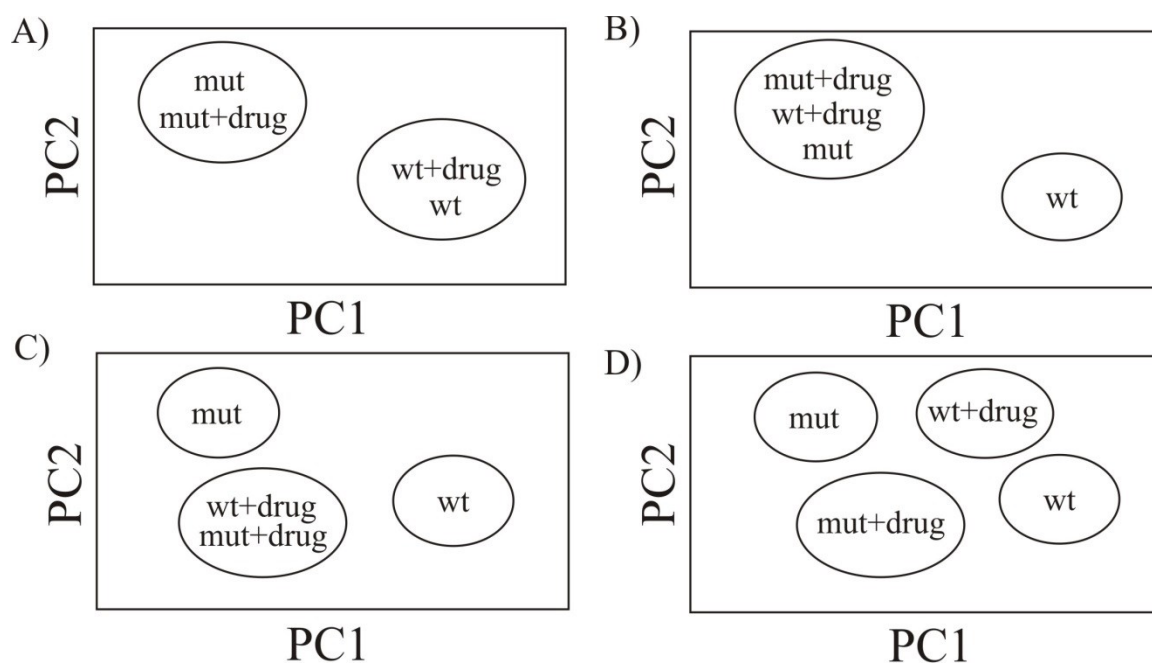 A)
mut
mut+drug
wt+drug
wt
PC2
PC1
B)
mut+drug
wt+drug
mut
wt
PC2
PC1
C)
mut
wt+drug
mut+drug
wt
PC2
PC1
D)
mut
wt+drug
mut+drug
wt
PC2
PC1